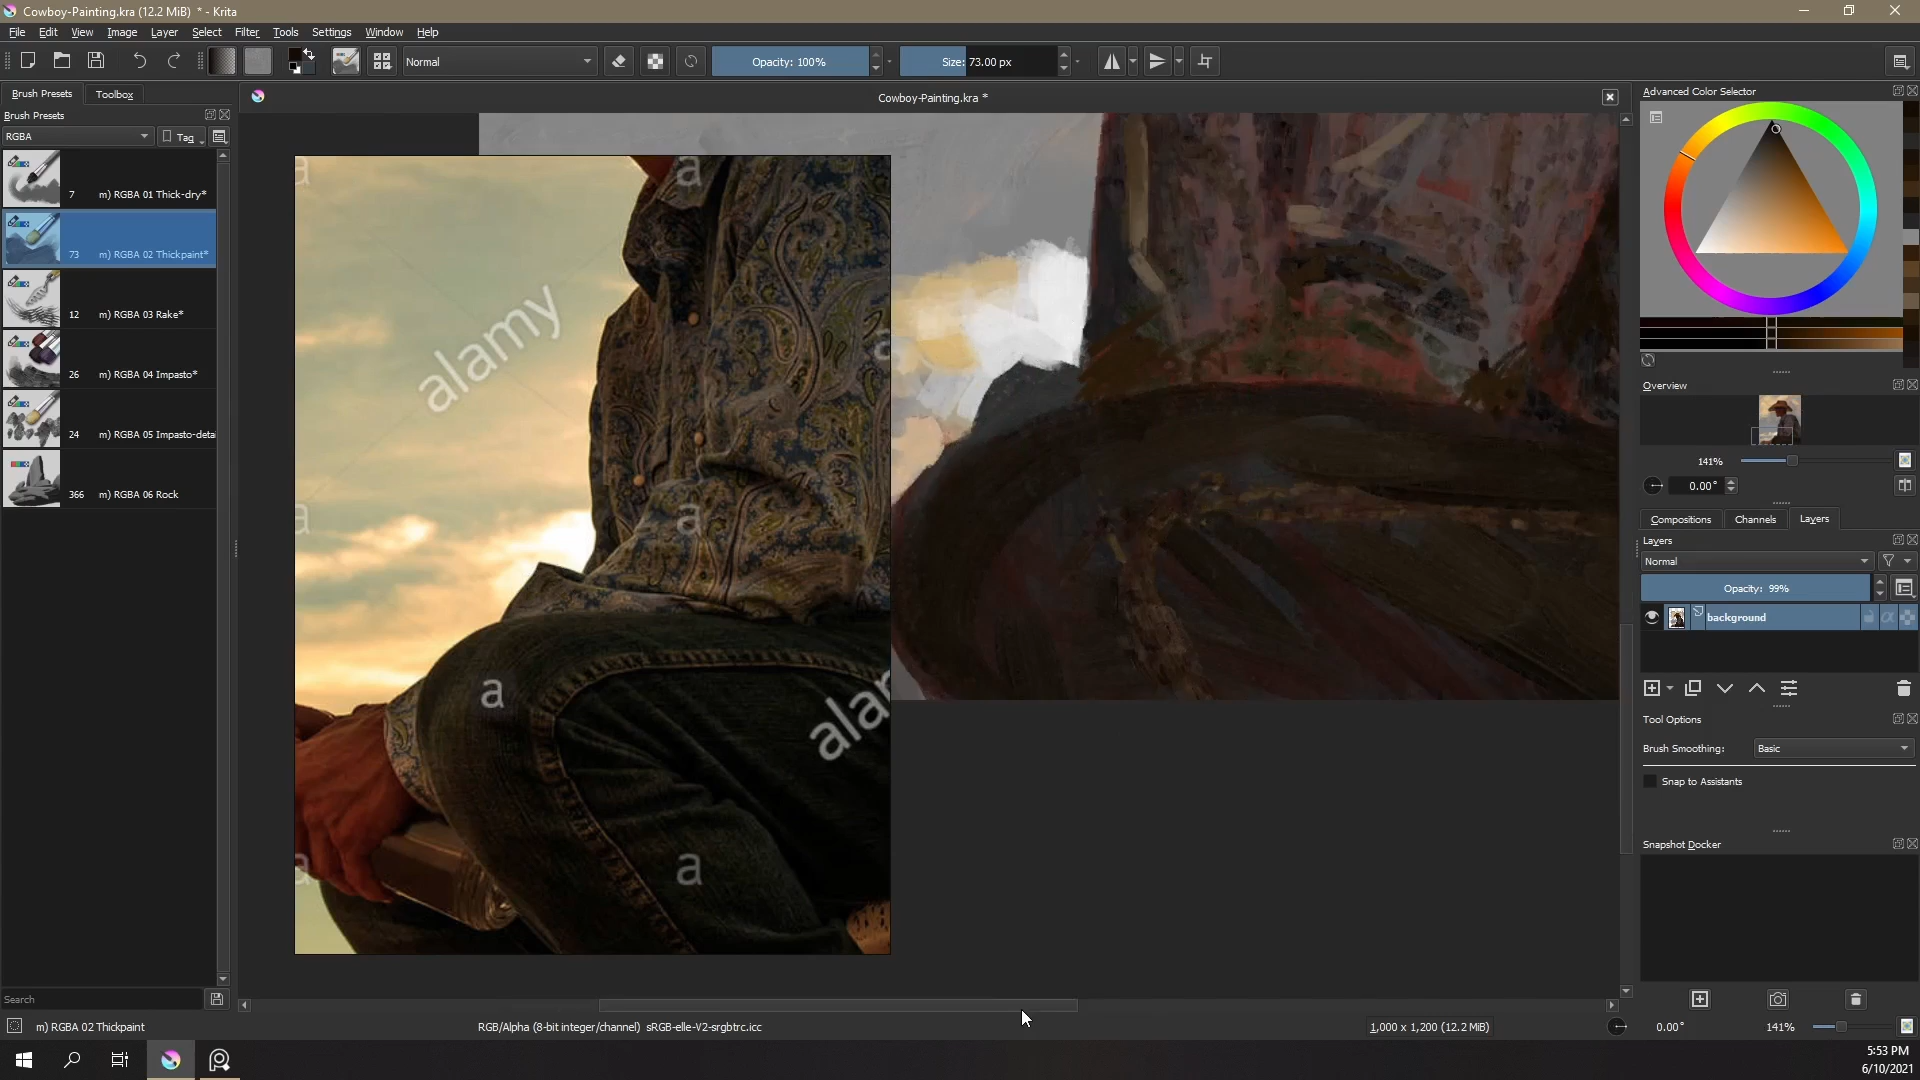 Cowboy-Painting.kra (12.2 MiB) * - Krita
File Edit View Image Layer Select Filter Tools Settings Window Help
Normal
Opacity: 100%
Size: 73.00 px
Brush Presets
Toolbox
Cowboy-Painting.kra *
Advanced Color Selector
Brush Presets
RGBA
Tag
7 m) RGBA 01 Thick-dry*
73 m) RGBA 02 Thickpaint*
12 m) RGBA 03 Rake*
26 m) RGBA 04 Impasto*
24 m) RGBA 05 Impasto-detai
366 m) RGBA 06 Rock
a
a
alamy
a
a
a
alar
a
a
Overview
141%
0.00°
Compositions
Channels
Layers
Layers
Normal
Opacity: 99%
background
Tool Options
Brush Smoothing:
Basic
Snap to Assistants
Snapshot Docker
Search
m) RGBA 02 Thickpaint
RGB/Alpha (8-bit integer/channel) sRGB-elle-V2-srgbtrc.icc
1,000 x 1,200 (12.2 MiB)
0.00°
141%
5:53 PM
6/10/2021